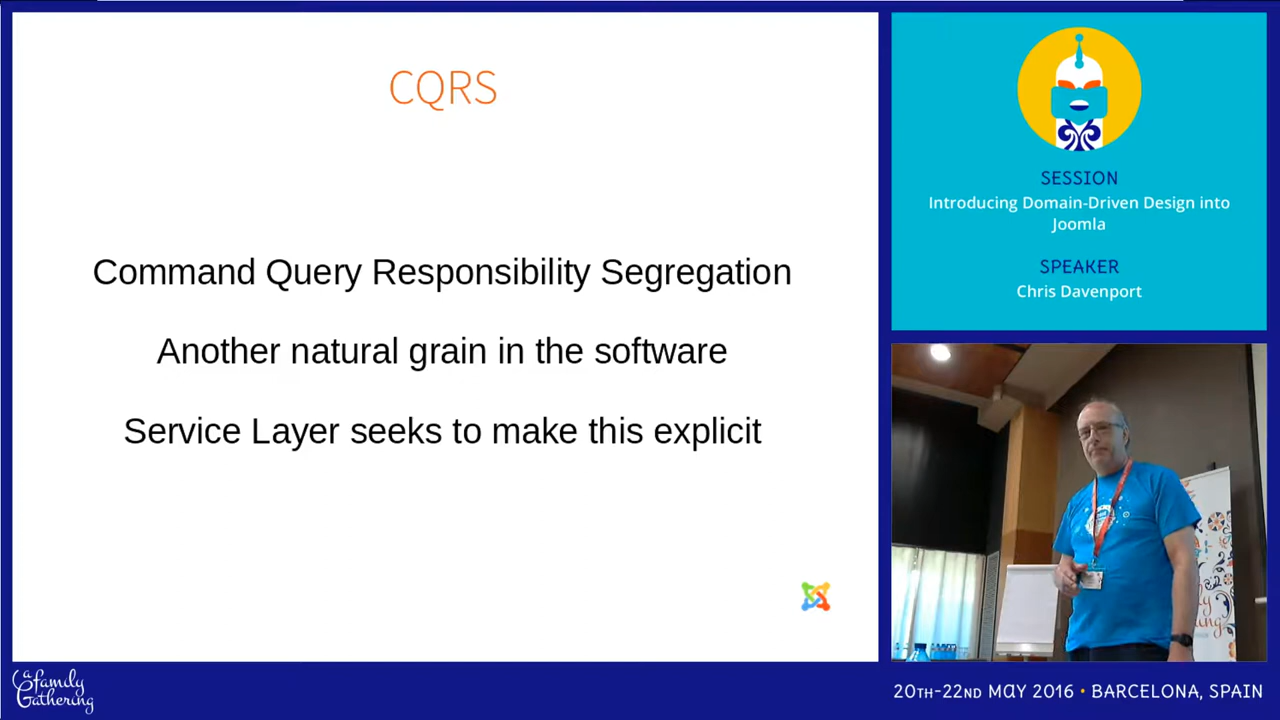 CQRS
Command Query Responsibility Segregation
Another natural grain in the software
Service Layer seeks to make this explicit
SESSION
Introducing Domain-Driven Design into
Joomla
SPEAKER
Chris Davenport
a family
Gathering
20TH-22ND MAY 2016 • BARCELONA, SPAIN